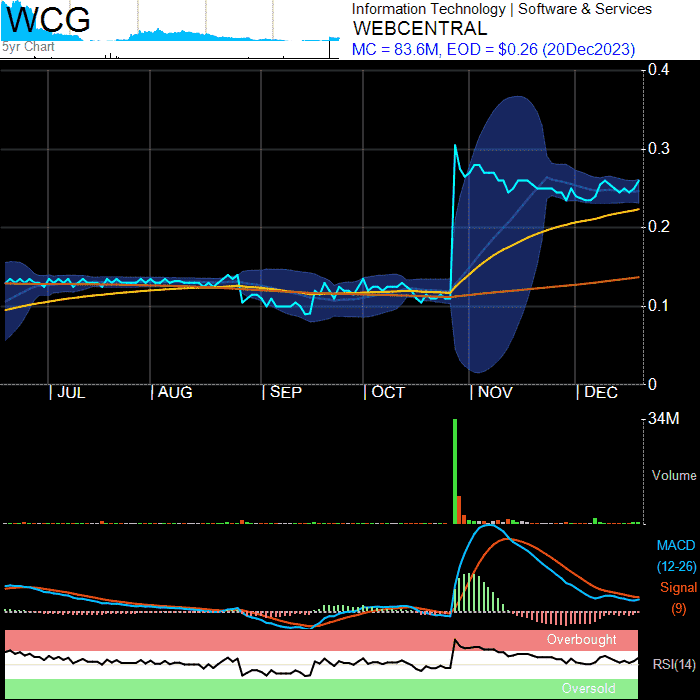 WCG
5yr Chart
Information Technology | Software & Services
WEBCENTRAL
MC = 83.6M, EOD = $0.26 (20Dec2023)
0.4
0.3
0.2
0.1
0
| JUL | AUG | SEP | OCT | NOV | DEC
34M
Volume
MACD
(12-26)
Signal
(9)
Overbought
RSI(14)
Oversold